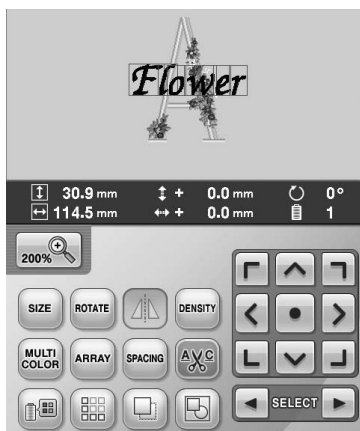 A
Flower
30.9 mm + 0.0 mm 0°
114.5 mm + 0.0 mm 1
200%
SIZE ROTATE DENSITY
MULTI COLOR ARRAY SPACING A C
SELECT